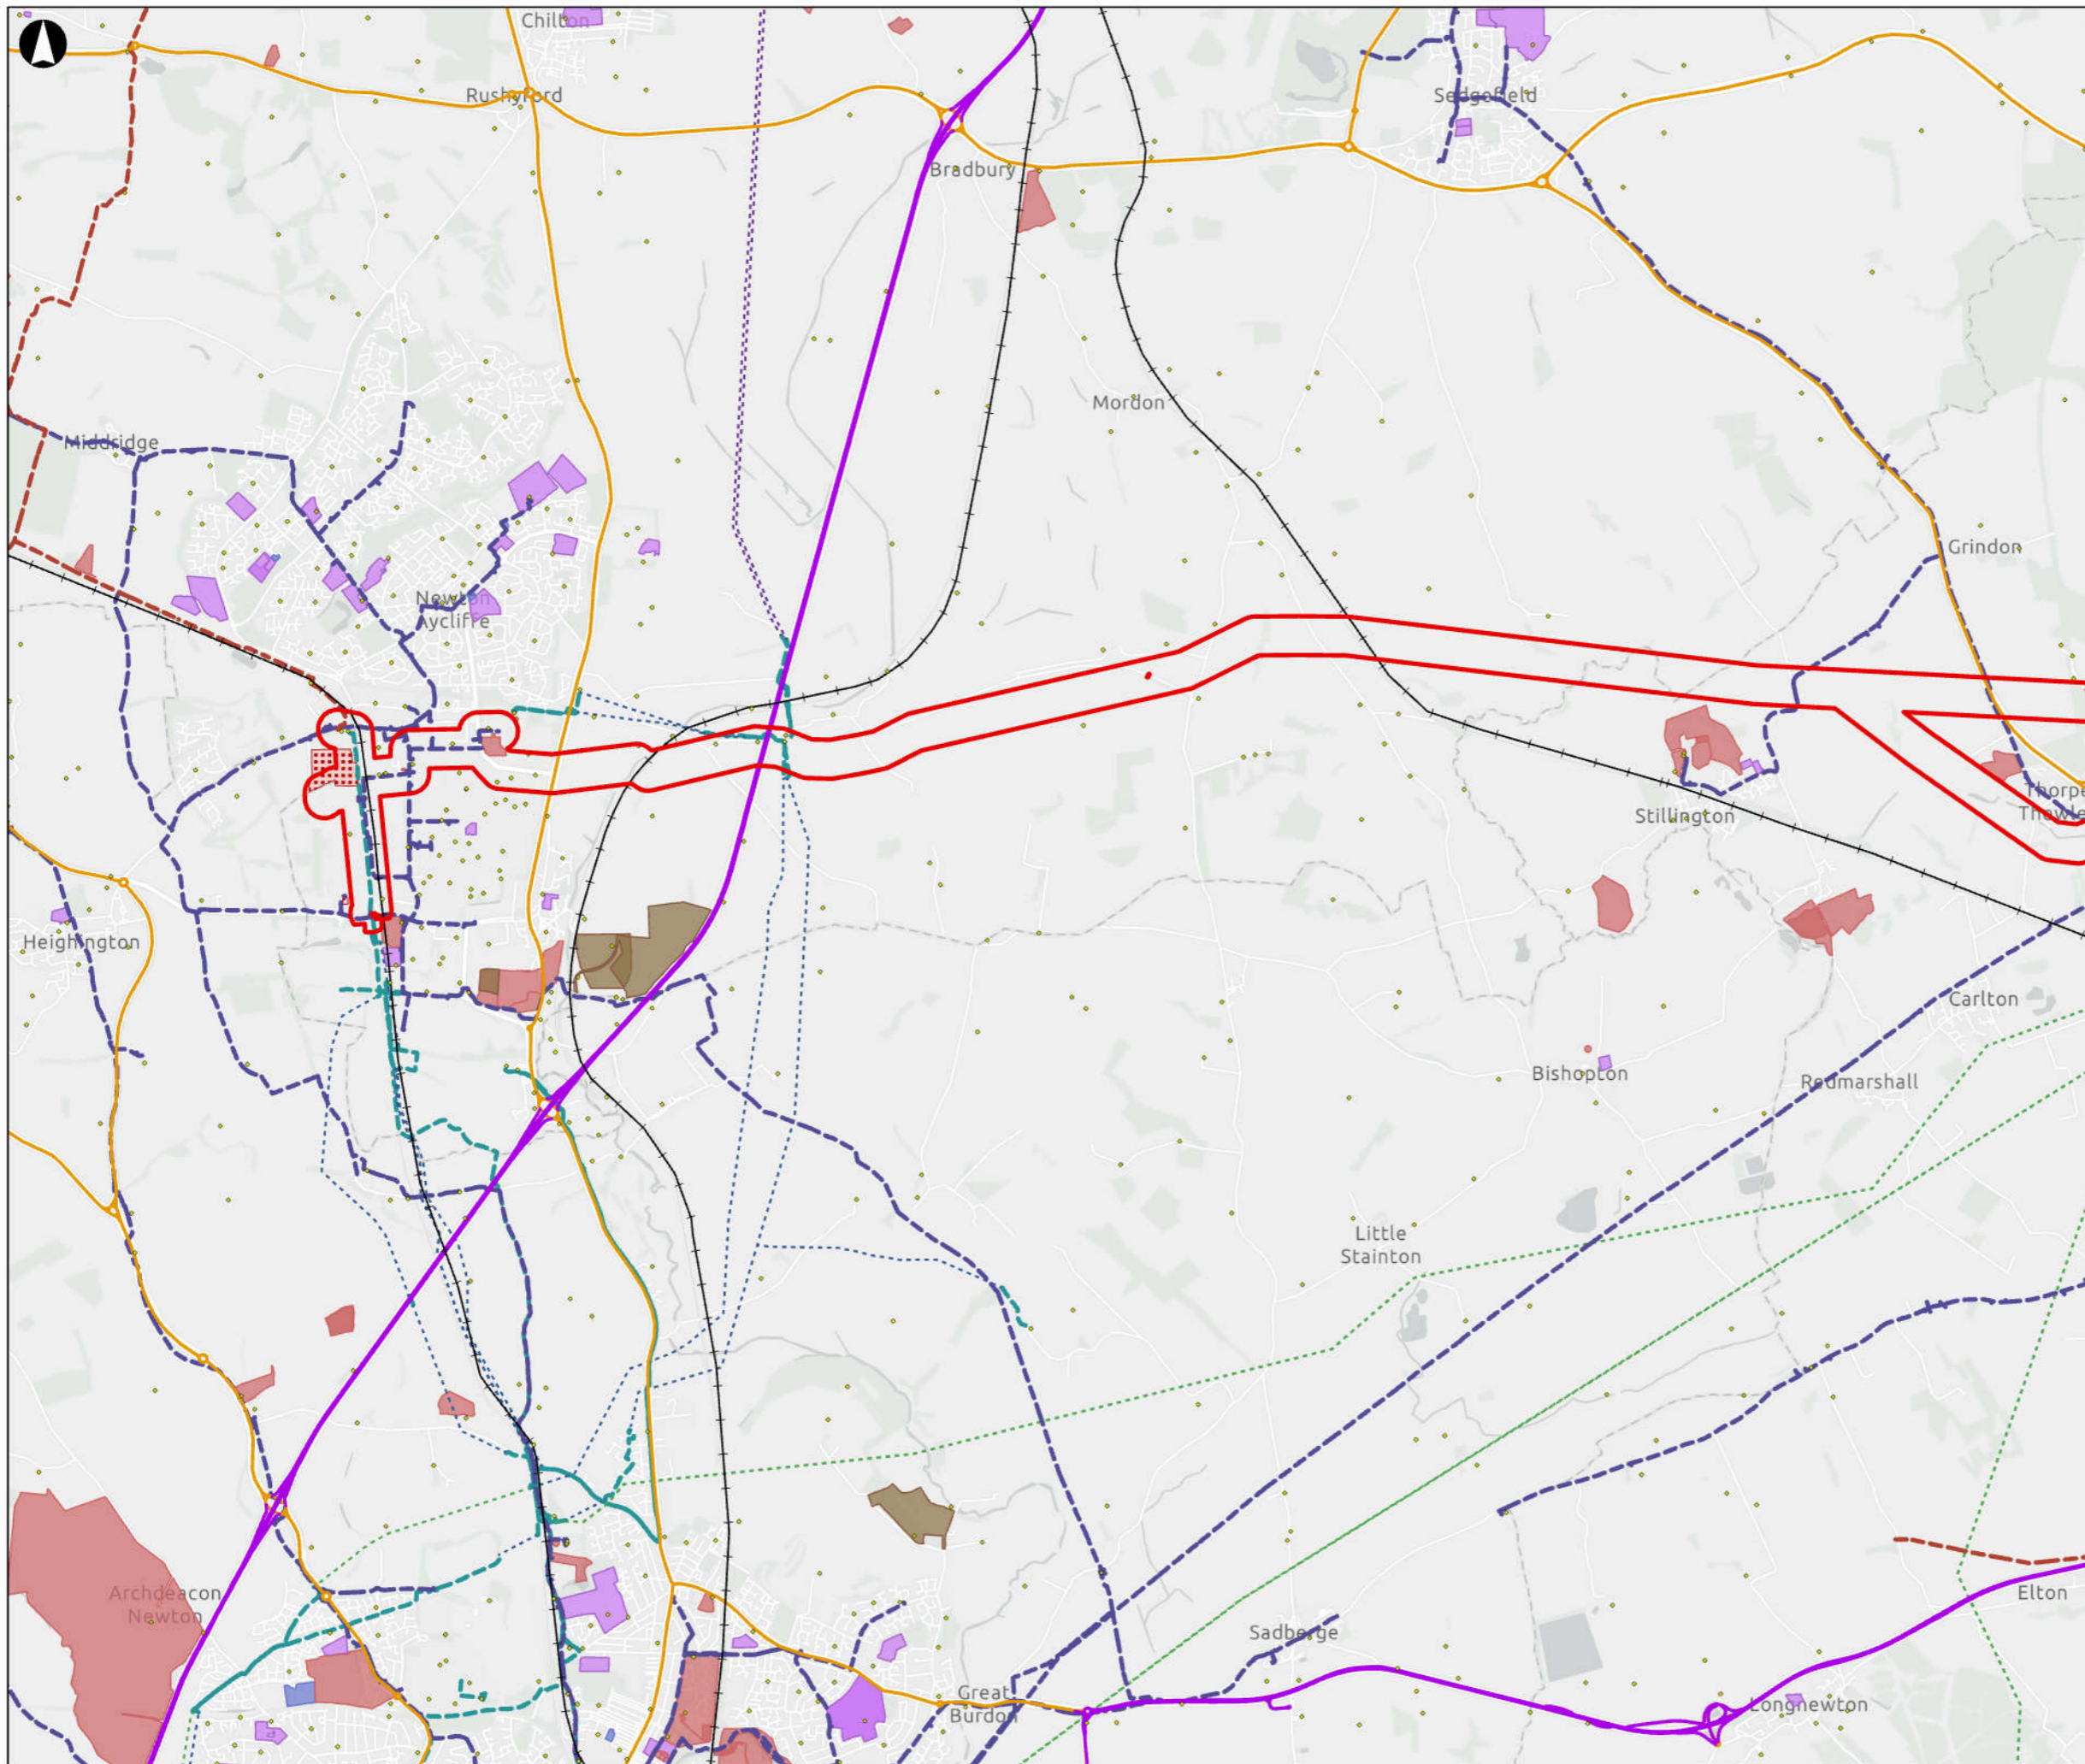 Chilton
Rushyford
Sedgefield
Bradbury
Mordon
Middridge
Grindon
Newton
Aycliffe
Thorpe
Thewle
Stillington
Heighington
Carlton
Bishopton
Redmarshall
Little
Stainton
Archdeacon
Newton
Elton
Sadberge
Great
Burdon
Longnewton